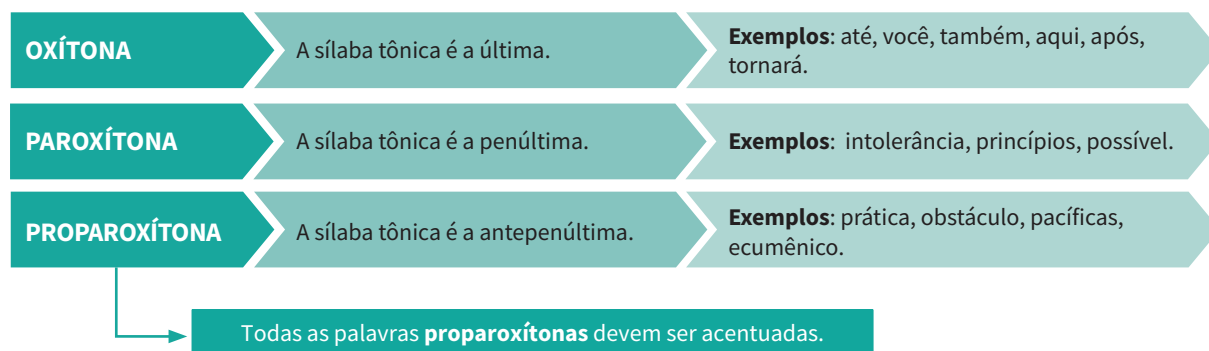 OXÍTONA
A sílaba tônica é a última.
Exemplos: até, você, também, aqui, após,
tornará.
PAROXÍTONA
A sílaba tônica é a penúltima.
Exemplos: intolerância, princípios, possível.
PROPAROXÍTONA
A sílaba tônica é a antepenúltima.
Exemplos: prática, obstáculo, pacíficas,
ecumênico.
Todas as palavras proparoxítonas devem ser acentuadas.